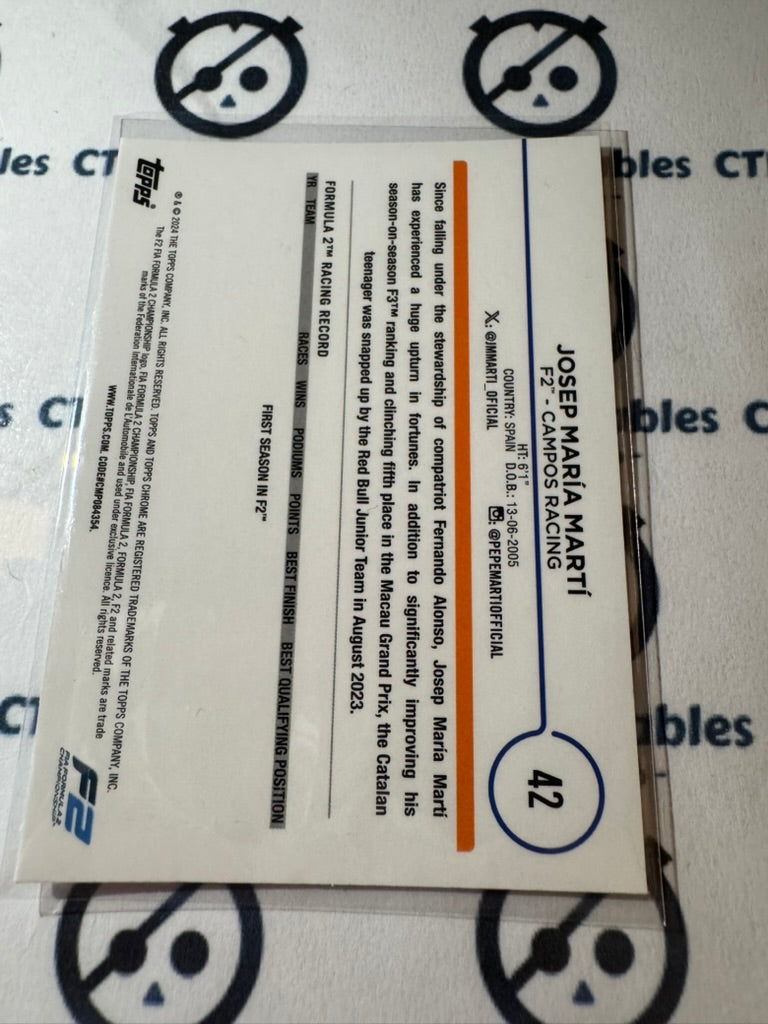 JOSEP MARÍA MARTÍ
F2™ - CAMPOS RACING
42
HT: 6'1"
COUNTRY: SPAIN D.O.B.: 13-06-2005
X: @IMMARTI_OFICIAL @PEPEMARTIOFFICIAL
Since falling under the stewardship of compatriot Fernando Alonso, Josep María Martí
has experienced a huge upturn in fortunes. In addition to significantly improving his
season-on-season F3™ ranking and clinching fifth place in the Macau Grand Prix, the Catalan
teenager was snapped up by the Red Bull Junior Team in August 2023.
FORMULA 2™ RACING RECORD
YR TEAM RACES WINS PODIUMS POINTS BEST FINISH BEST QUALIFYING POSITION
FIRST SEASON IN F2™
topps
® & © 2024 THE TOPPS COMPANY, INC. ALL RIGHTS RESERVED. TOPPS AND TOPPS CHROME ARE REGISTERED TRADEMARKS OF THE TOPPS COMPANY, INC.
The F2 FIA FORMULA 2 CHAMPIONSHIP logo, FIA FORMULA 2 CHAMPIONSHIP, FIA FORMULA 2, FORMULA 2, F2 and related marks are trade
marks of the Federation Internationale de L'Automobile and used under exclusive licence. All rights reserved.
WWW.TOPPS.COM. CODE#CMP084354.
F2
FIA FORMULA 2
CHAMPIONSHIP
les CT
bles CTI
s CT
bles
CT
bles